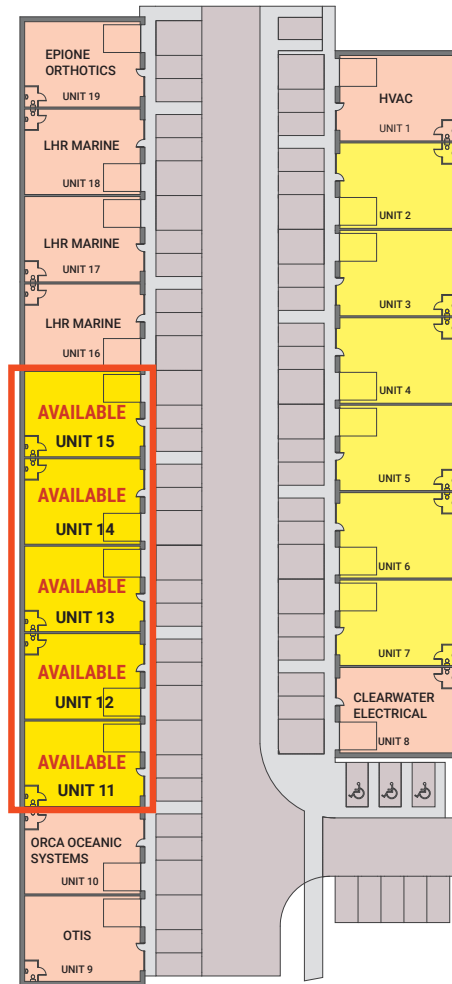 EPIONE
ORTHOTICS
UNIT 19
LHR MARINE
UNIT 18
LHR MARINE
UNIT 17
LHR MARINE
UNIT 16
AVAILABLE
UNIT 15
AVAILABLE
UNIT 14
AVAILABLE
UNIT 13
AVAILABLE
UNIT 12
AVAILABLE
UNIT 11
ORCA OCEANIC
SYSTEMS
UNIT 10
OTIS
UNIT 9
HVAC
UNIT 1
UNIT 2
UNIT 3
UNIT 4
UNIT 5
UNIT 6
UNIT 7
CLEARWATER
ELECTRICAL
UNIT 8